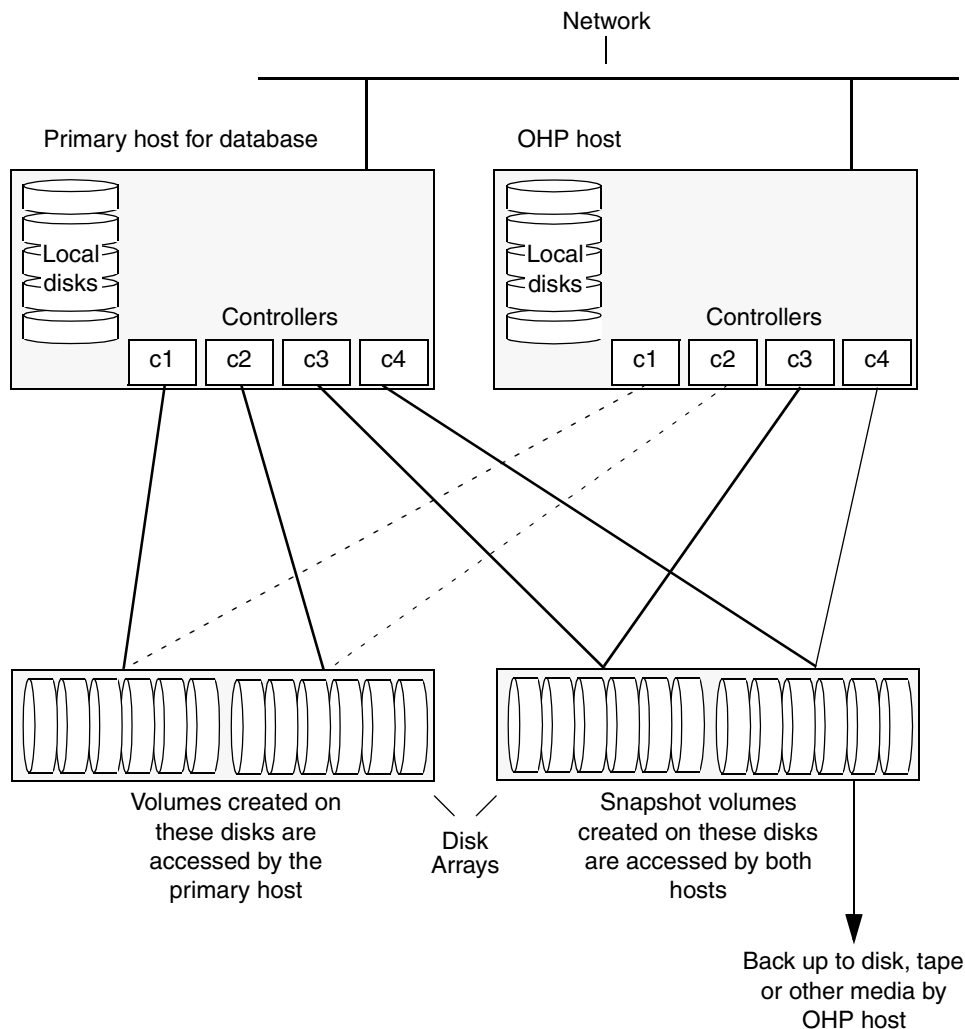 Network
Primary host for database
OHP host
Local
disks
Controllers
c1
c2
c3
c4
Local
disks
Controllers
c1
c2
c3
c4
Volumes created on
these disks are
accessed by the
primary host
Disk
Arrays
Snapshot volumes
created on these disks
are accessed by both
hosts
Back up to disk, tape
or other media by
OHP host